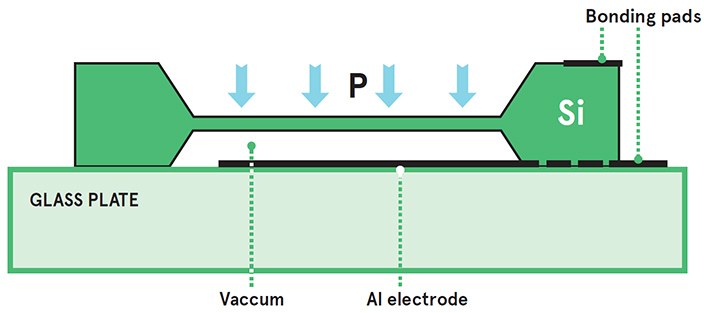 Bonding pads
P
Si
GLASS PLATE
Vaccum
Al electrode